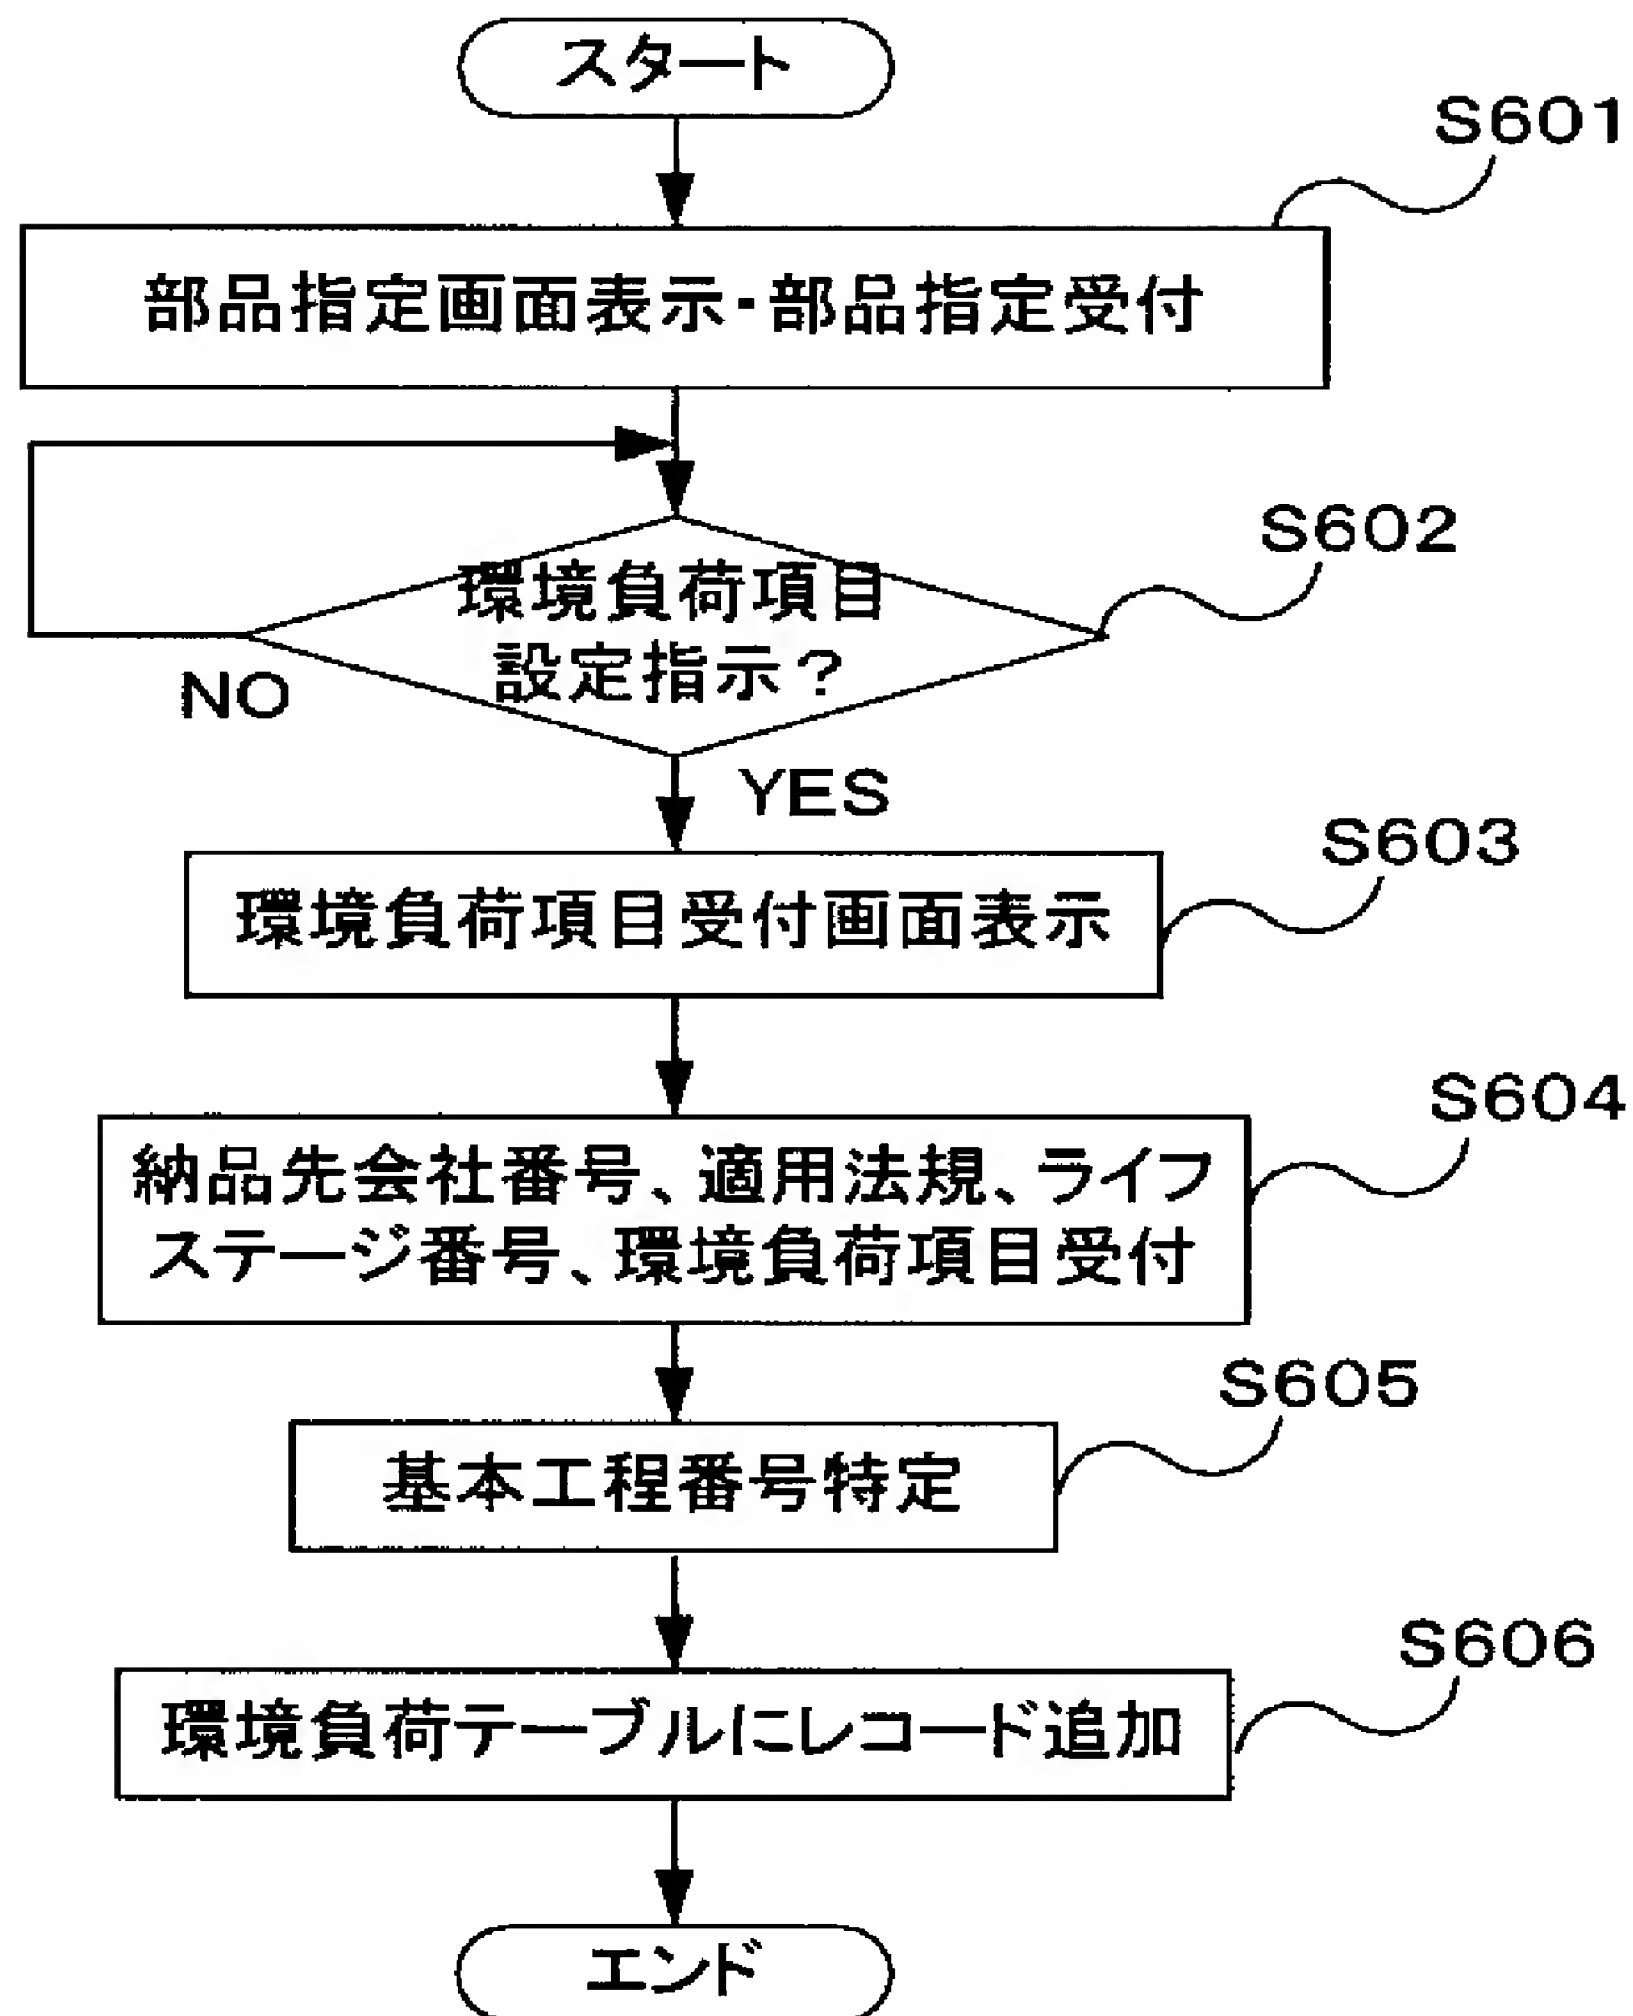 スタート
S601
部品指定画面表示・部品指定受付
S602
環境負荷項目
設定指示？
NO
YES
S603
環境負荷項目受付画面表示
S604
納品先会社番号、適用法規、ライフ
ステージ番号、環境負荷項目受付
S605
基本工程番号特定
S606
環境負荷テーブルにレコード追加
エンド